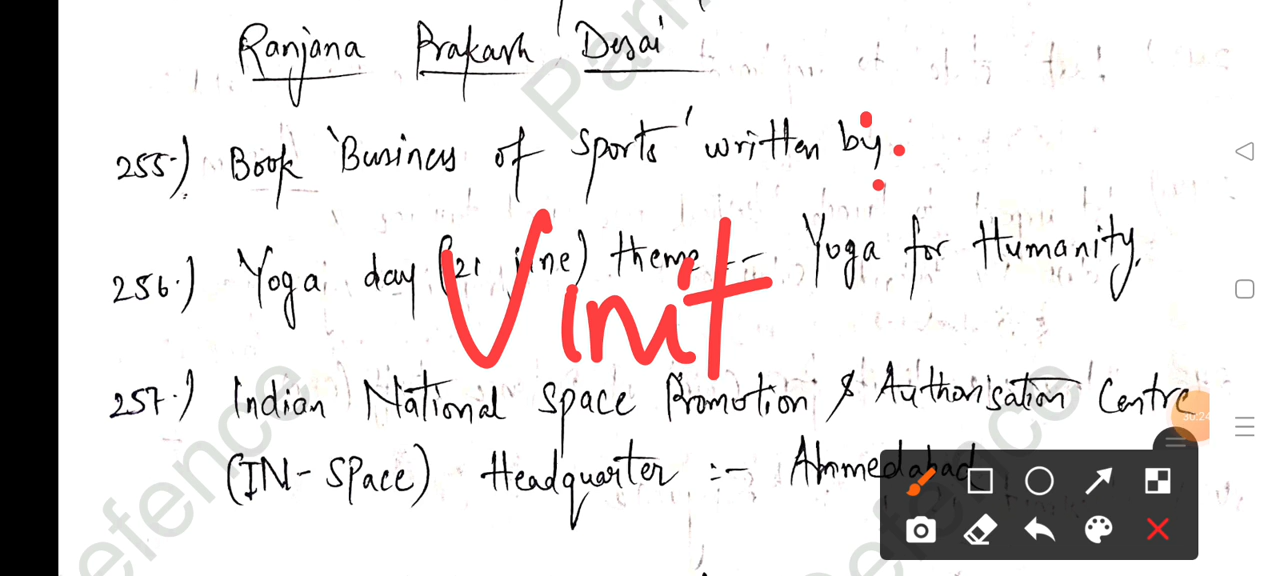 Ranjana Prakash Desai
255.) Book 'Business of Sports' written by.
256.) Yoga day (21 june) theme :- Yoga for Humanity.
Vinit
257.) Indian National Space Promotion & Authorisation Centre
(IN-SPace) Headquarter :- Ahmedabad